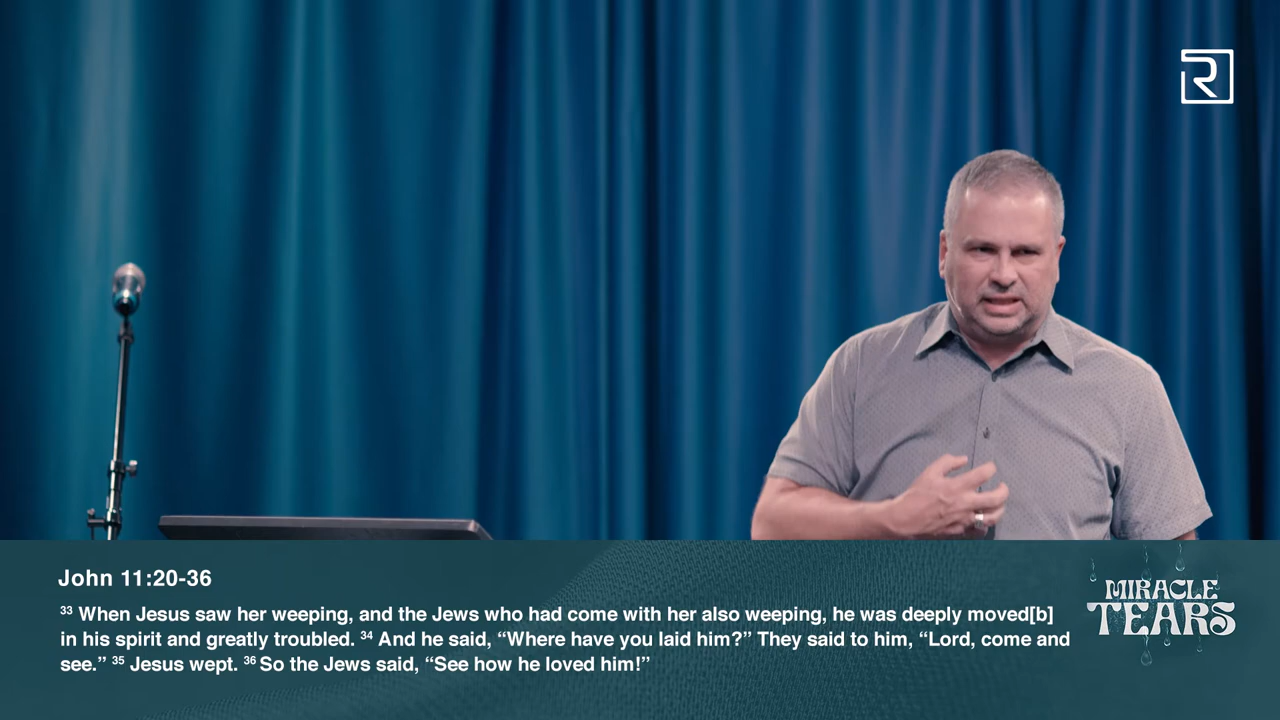 R
John 11:20-36
³³ When Jesus saw her weeping, and the Jews who had come with her also weeping, he was deeply moved[b]
in his spirit and greatly troubled. ³⁴ And he said, “Where have you laid him?” They said to him, “Lord, come and
see.” ³⁵ Jesus wept. ³⁶ So the Jews said, “See how he loved him!”
MIRACLE
TEARS